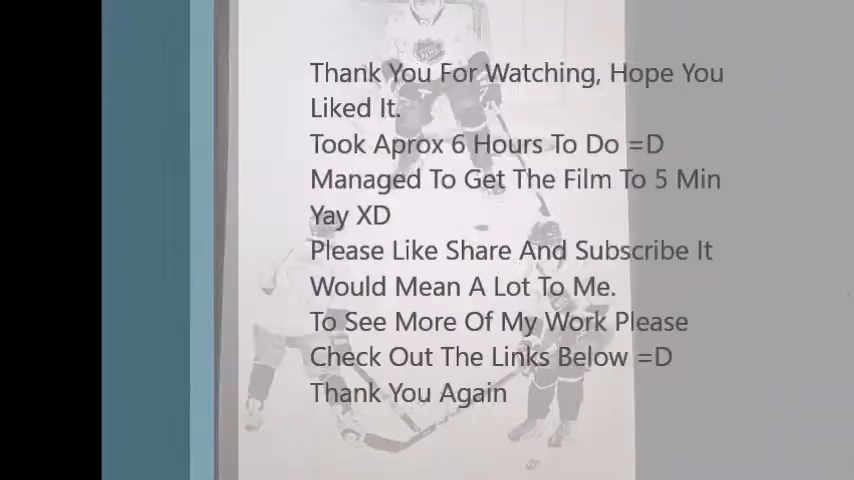 Thank You For Watching, Hope You
Liked It.
Took Aprox 6 Hours To Do =D
Managed To Get The Film To 5 Min
Yay XD
Please Like Share And Subscribe It
Would Mean A Lot To Me.
To See More Of My Work Please
Check Out The Links Below =D
Thank You Again